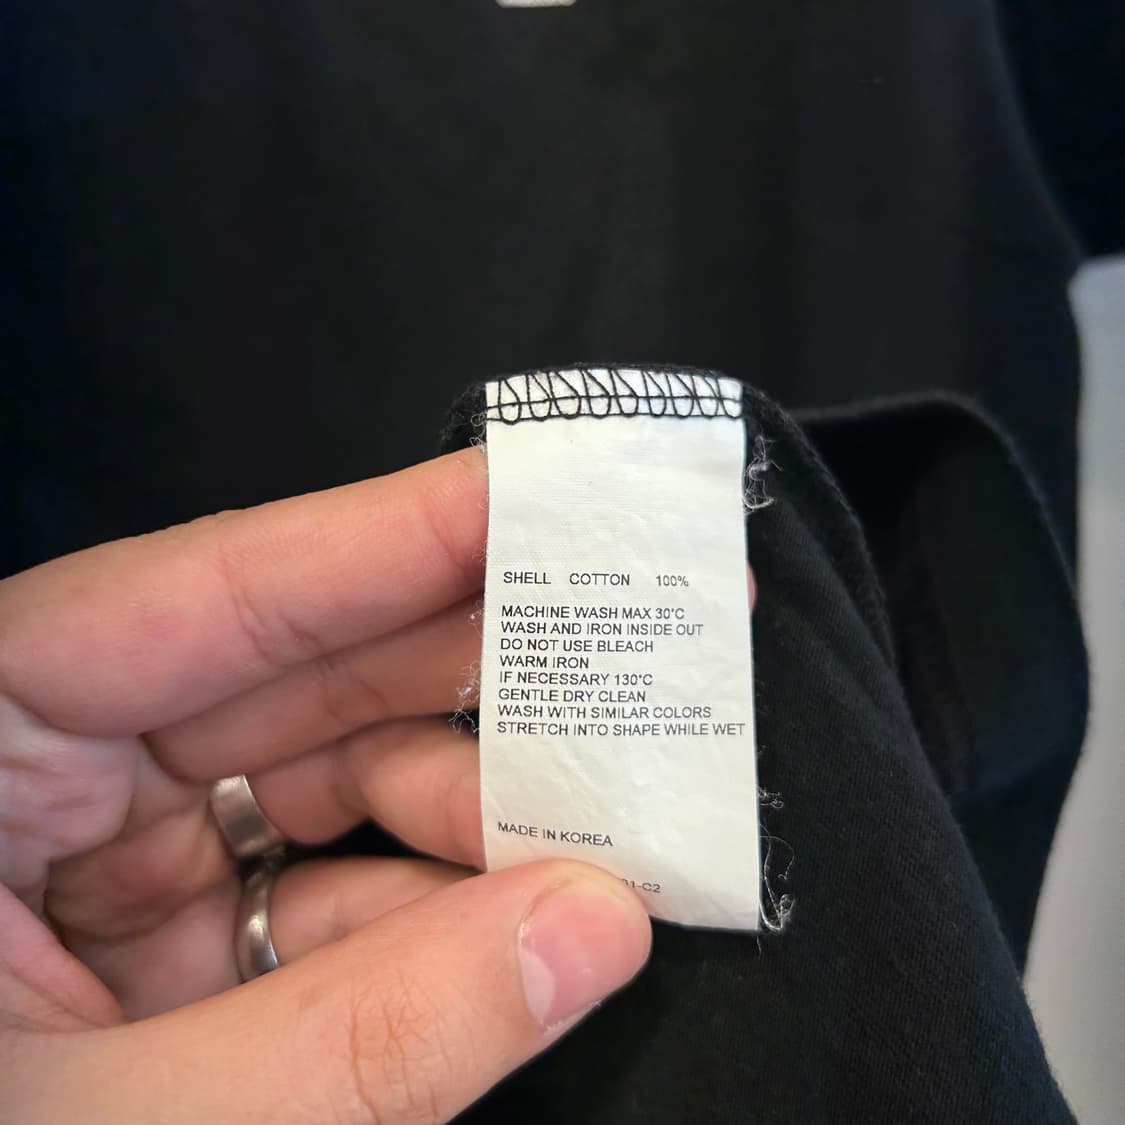 SHELL COTTON 100%
MACHINE WASH MAX 30°C
WASH AND IRON INSIDE OUT
DO NOT USE BLEACH
WARM IRON
IF NECESSARY 130°C
GENTLE DRY CLEAN
WASH WITH SIMILAR COLORS
STRETCH INTO SHAPE WHILE WET
MADE IN KOREA